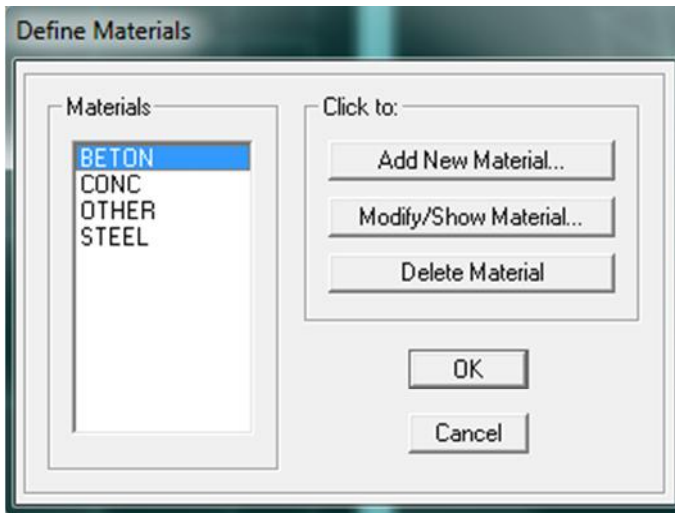 Define Materials
Materials
BETON
CONC
OTHER
STEEL
Click to:
Add New Material...
Modify/Show Material...
Delete Material
OK
Cancel